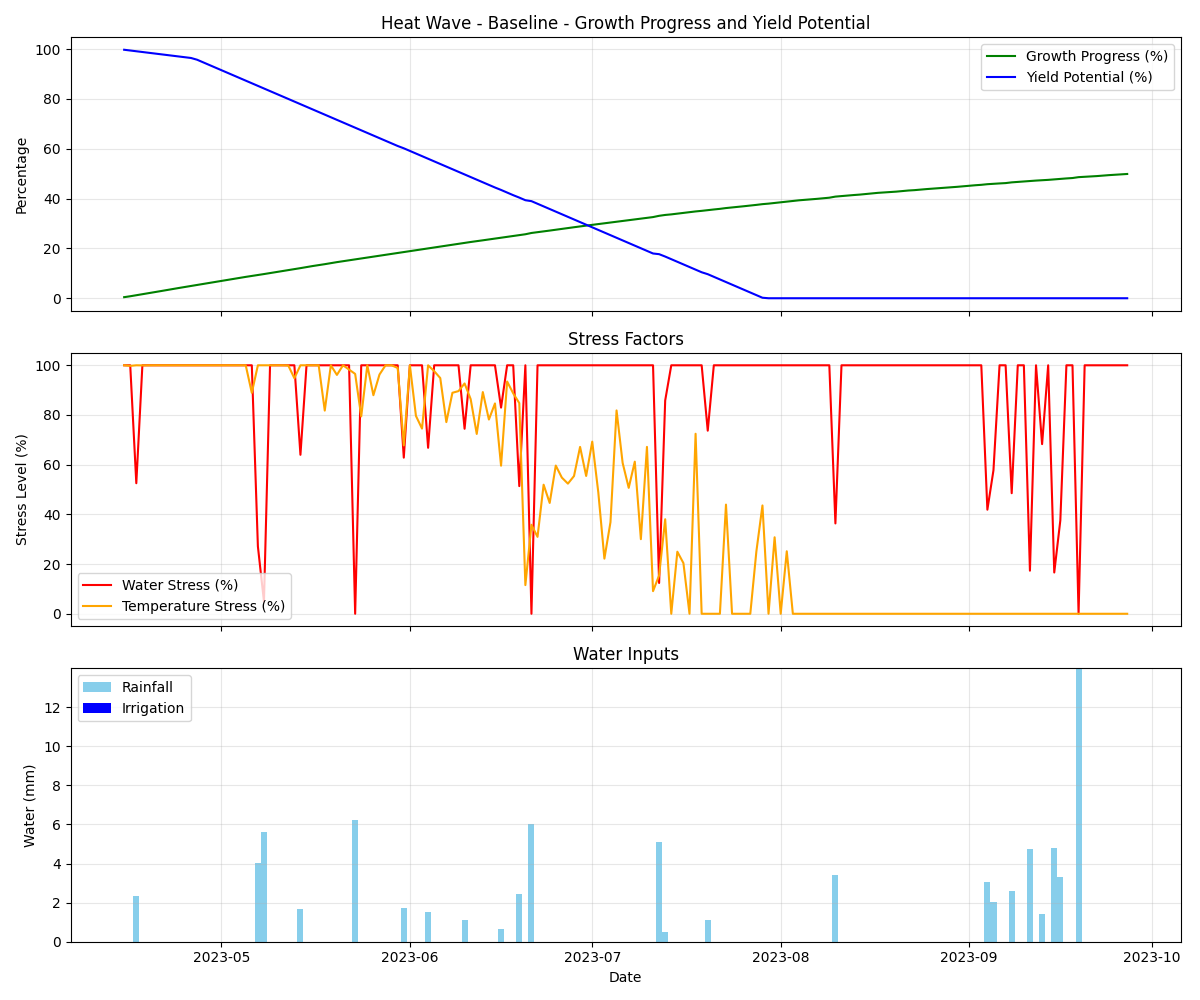 Heat Wave - Baseline - Growth Progress and Yield Potential
100
80
60
40
20
0
Percentage
Growth Progress (%)
Yield Potential (%)
Stress Factors
100
80
60
40
20
0
Stress Level (%)
Water Stress (%)
Temperature Stress (%)
Water Inputs
12
10
8
6
4
2
0
Water (mm)
Rainfall
Irrigation
2023-05
2023-06
2023-07
2023-08
2023-09
2023-10
Date